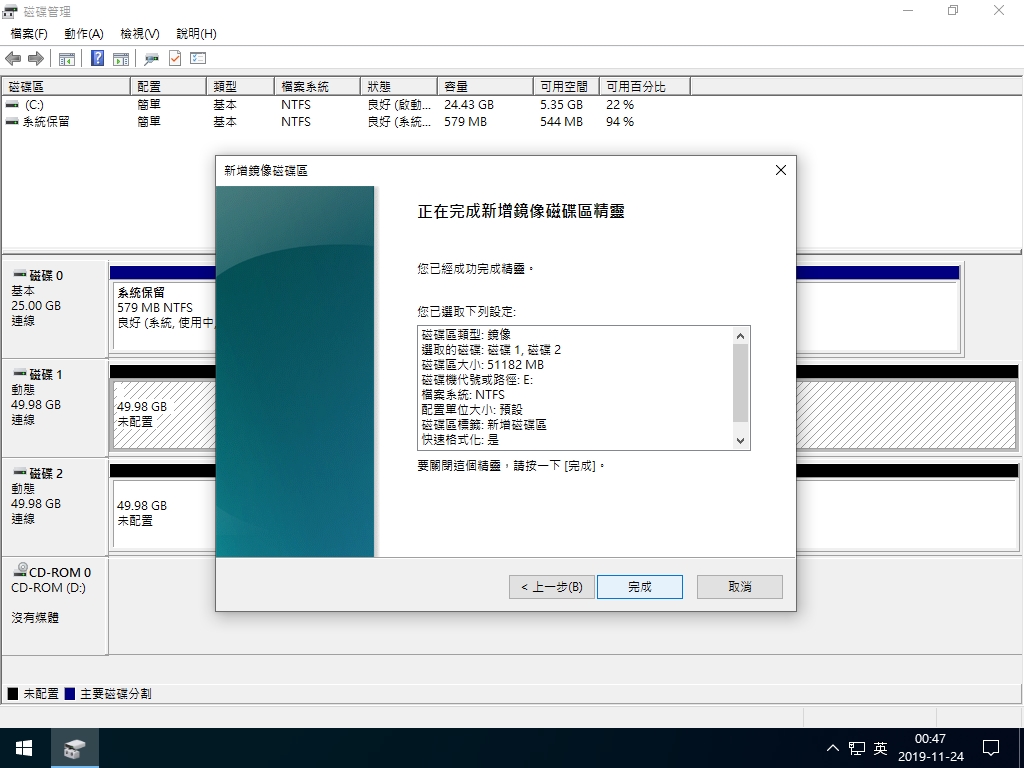 磁碟管理
檔案(F) 動作(A) 檢視(V) 說明(H)
磁碟區 配置 類型 檔案系統 狀態 容量 可用空間 可用百分比
(C:) 簡單 基本 NTFS 良好 (啟動... 24.43 GB 5.35 GB 22 %
系統保留 簡單 基本 NTFS 良好 (系統... 579 MB 544 MB 94 %
新增鏡像磁碟區
正在完成新增鏡像磁碟區精靈
您已經成功完成精靈。
您已選取下列設定:
磁碟區類型: 鏡像
選取的磁碟: 磁碟 1, 磁碟 2
磁碟區大小: 51182 MB
磁碟機代號或路徑: E:
檔案系統: NTFS
配置單位大小: 預設
磁碟區標籤: 新增磁碟區
快速格式化: 是
要關閉這個精靈，請按一下 [完成]。
< 上一步(B) 完成 取消
磁碟 0
基本
25.00 GB
連線
系統保留
579 MB NTFS
良好 (系統, 使用中,
磁碟 1
動態
49.98 GB
連線
49.98 GB
未配置
磁碟 2
動態
49.98 GB
連線
49.98 GB
未配置
CD-ROM 0
CD-ROM (D:)
沒有媒體
未配置 主要磁碟分割
英
00:47
2019-11-24